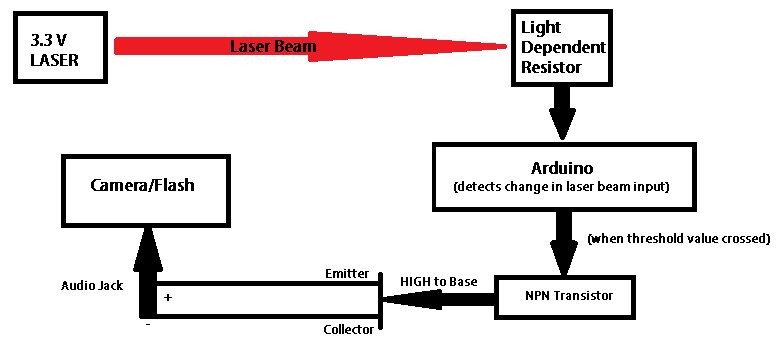 3.3 V
LASER
Laser Beam
Light
Dependent
Resistor
Arduino
(detects change in laser beam input)
(when threshold value crossed)
NPN Transistor
HIGH to Base
Emitter
Collector
+
-
Audio Jack
Camera/Flash